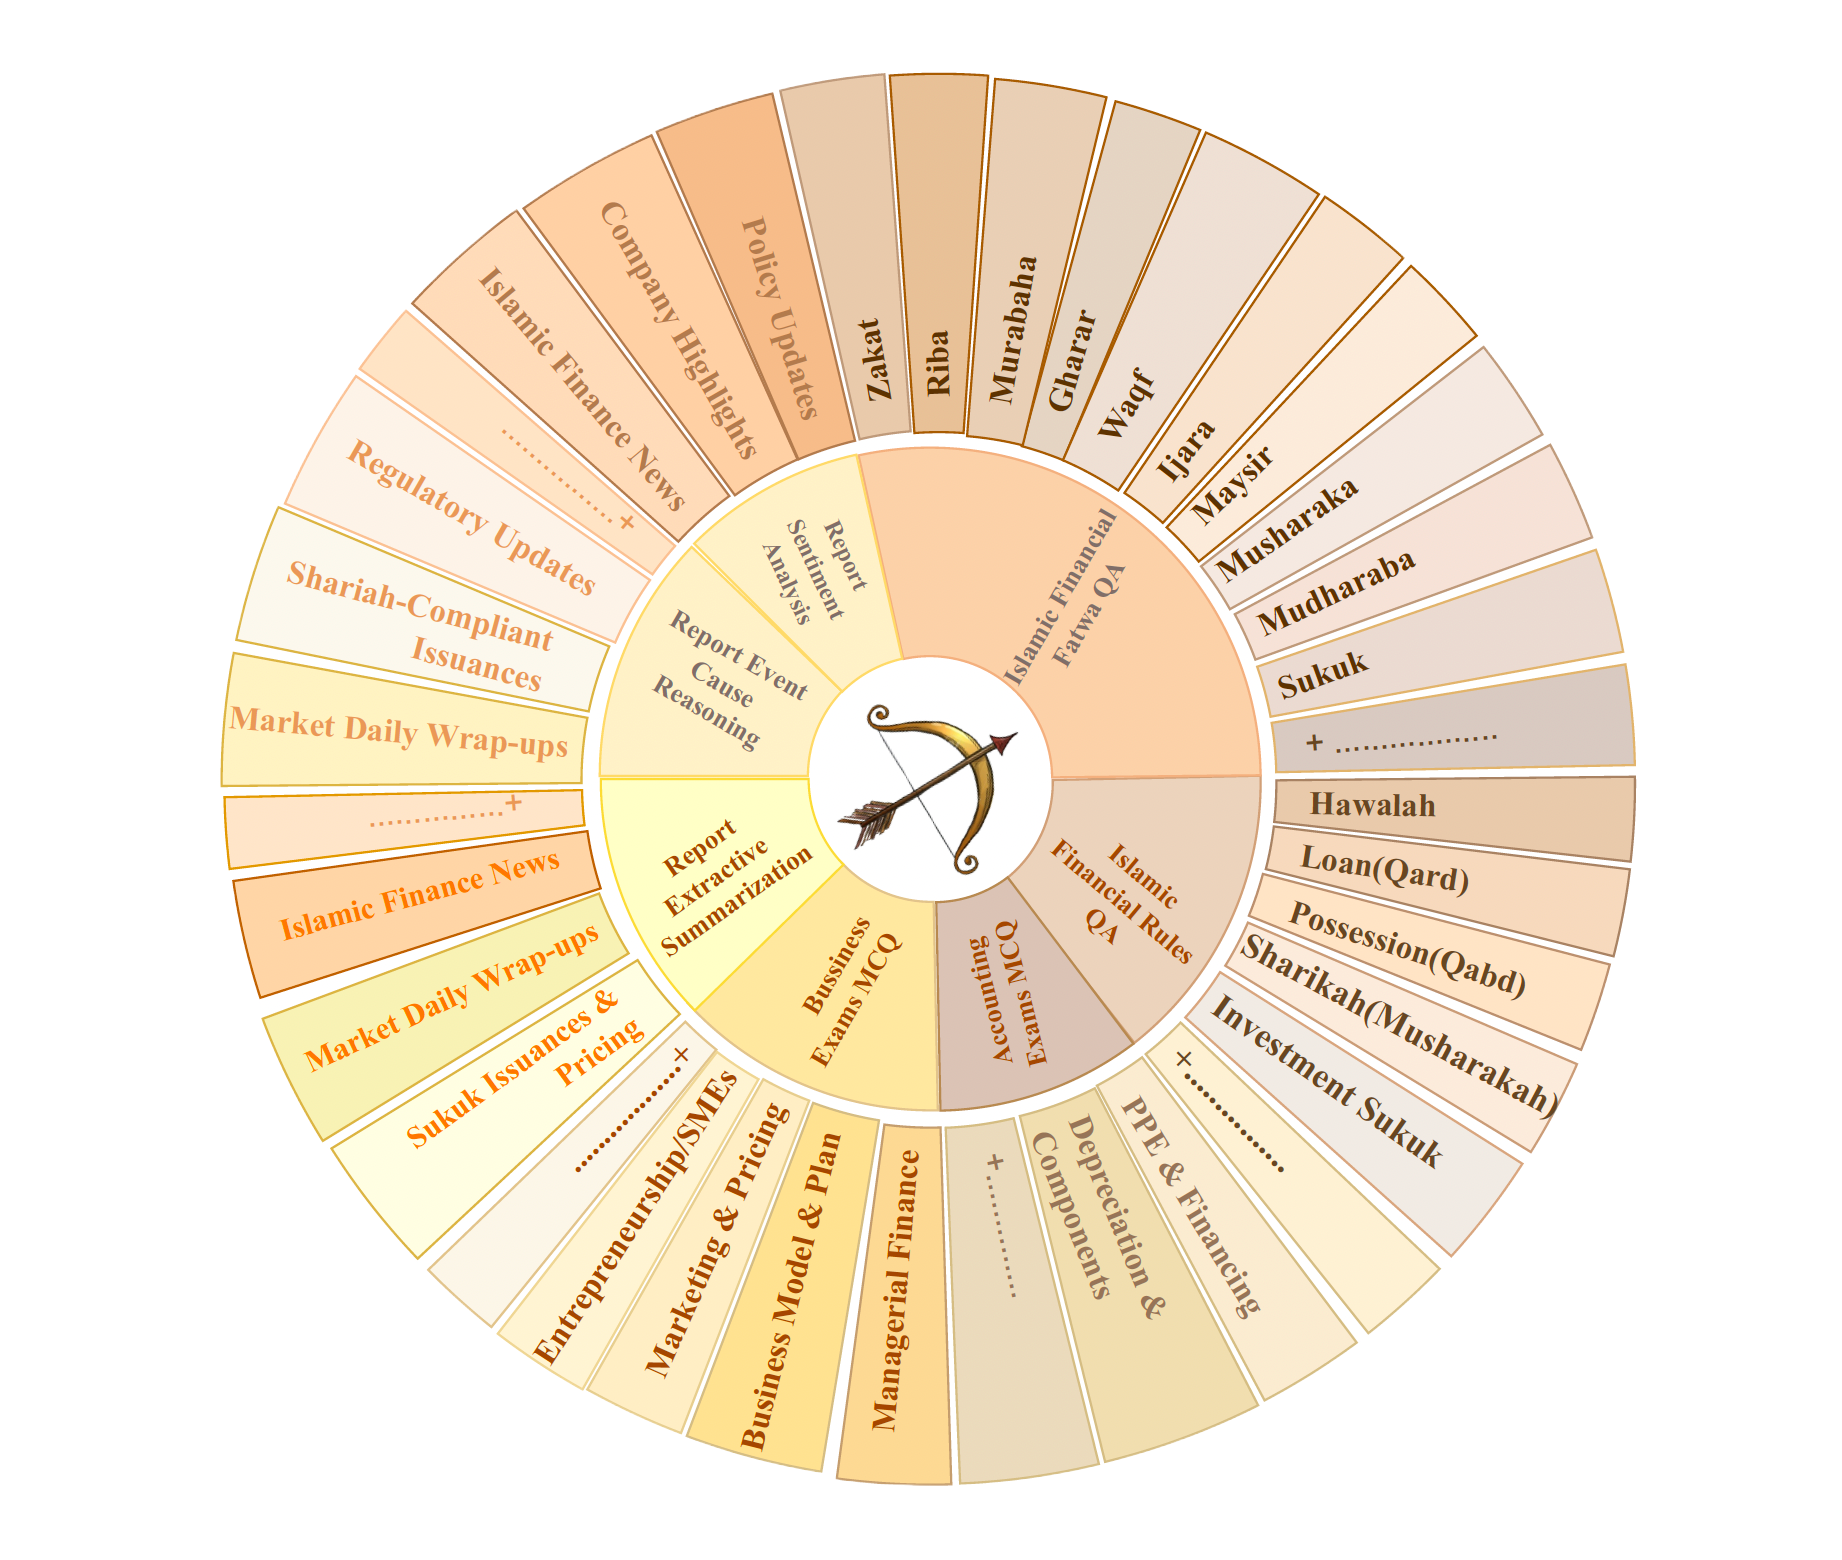 Islamic Financial
Fatwa QA
Islamic
Financial Rules
QA
Accounting
Exams MCQ
Bussiness
Exams MCQ
Report
Extractive
Summarization
Report Event
Cause
Reasoning
Report
Sentiment
Analysis
Zakat
Riba
Murabaha
Gharar
Waqf
Ijara
Maysir
Musharaka
Mudharaba
Sukuk
+ ..................
Hawalah
Loan(Qard)
Possession(Qabd)
Sharikah(Musharakah)
Investment Sukuk
+..............
PPE & Financing
Depreciation &
Components
+.............
Managerial Finance
Business Model & Plan
Marketing & Pricing
Entrepreneurship/SMEs
...............+
Sukuk Issuances &
Pricing
Market Daily Wrap-ups
Islamic Finance News
...............+
Market Daily Wrap-ups
Shariah-Compliant
Issuances
Regulatory Updates
............... +
Islamic Finance News
Company Highlights
Policy Updates